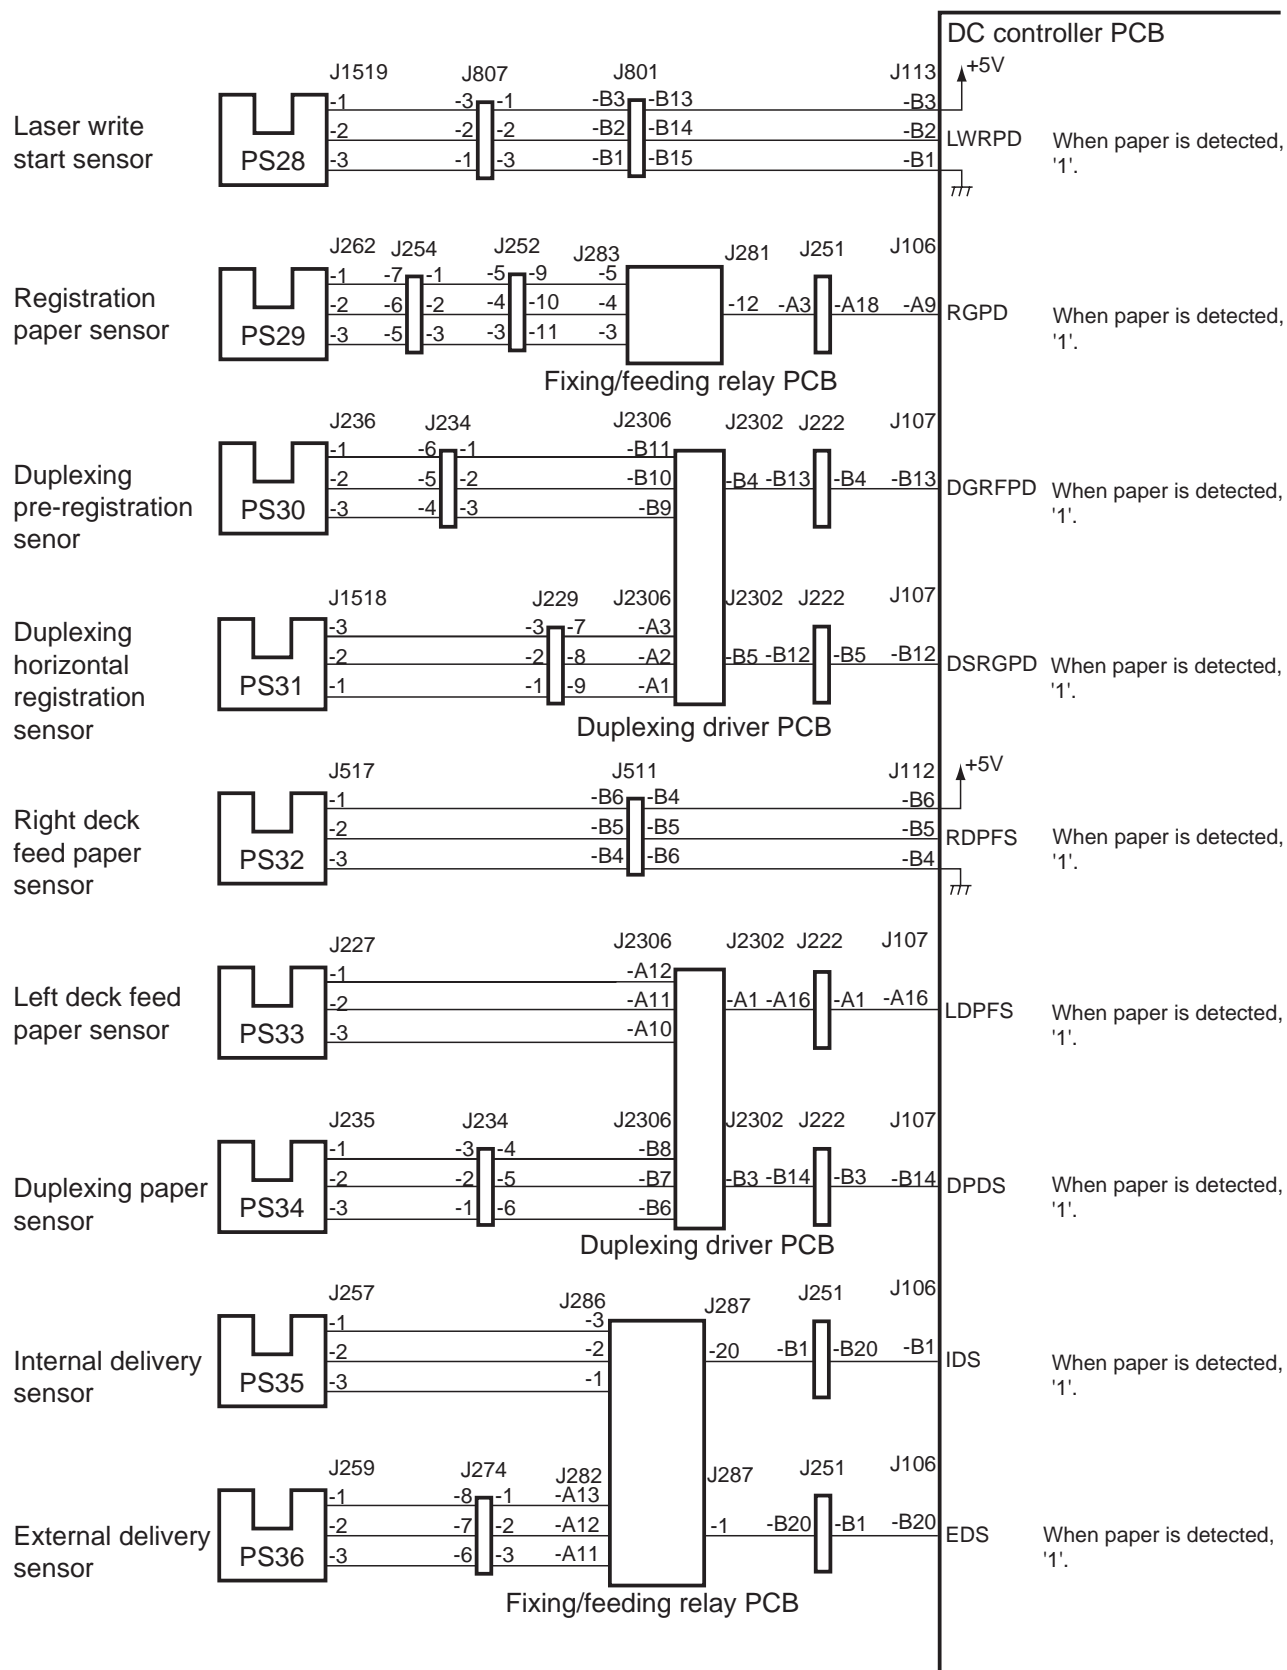 DC controller PCB
J1519 J807 J801 J113 +5V
-1 -3 -1 -B3 -B13 -B3
Laser write
start sensor
PS28
-2 -2 -2 -B2 -B14 -B2 LWRPD
-3 -1 -3 -B1 -B15 -B1
When paper is detected,
'1'.
J262 J254 J252 J283 J281 J251 J106
-1 -7 -1 -5 -9 -5
Registration
paper sensor
PS29
-2 -6 -2 -4 -10 -4 -12 -A3 -A18 -A9 RGPD
-3 -5 -3 -3 -11 -3
When paper is detected,
'1'.
Fixing/feeding relay PCB
J236 J234 J2306 J2302 J222 J107
-1 -6 -1 -B11
Duplexing
pre-registration
senor
PS30
-2 -5 -2 -B10 -B4 -B13 -B4 -B13 DGRFPD
-3 -4 -3 -B9
When paper is detected,
'1'.
J1518 J229 J2306 J2302 J222 J107
-3 -3 -7 -A3
Duplexing
horizontal
registration
sensor
PS31
-2 -2 -8 -A2 -B5 -B12 -B5 -B12 DSRGPD
-1 -1 -9 -A1
When paper is detected,
'1'.
Duplexing driver PCB
J517 J511 J112 +5V
-1 -B6 -B4 -B6
Right deck
feed paper
sensor
PS32
-2 -B5 -B5 -B5 RDPFS
-3 -B4 -B6 -B4
When paper is detected,
'1'.
J227 J2306 J2302 J222 J107
-1 -A12
Left deck feed
paper sensor
PS33
-2 -A11 -A1 -A16 -A1 -A16 LDPFS
-3 -A10
When paper is detected,
'1'.
J235 J234 J2306 J2302 J222 J107
-1 -3 -4 -B8
Duplexing paper
sensor
PS34
-2 -2 -5 -B7 -B3 -B14 -B3 -B14 DPDS
-3 -1 -6 -B6
When paper is detected,
'1'.
Duplexing driver PCB
J257 J286 J287 J251 J106
-1 -3
Internal delivery
sensor
PS35
-2 -2 -20 -B1 -B20 -B1 IDS
-3 -1
When paper is detected,
'1'.
J259 J274 J282 J287 J251 J106
-1 -8 -1 -A13
External delivery
sensor
PS36
-2 -7 -2 -A12 -1 -B20 -B1 -B20 EDS
-3 -6 -3 -A11
When paper is detected,
'1'.
Fixing/feeding relay PCB